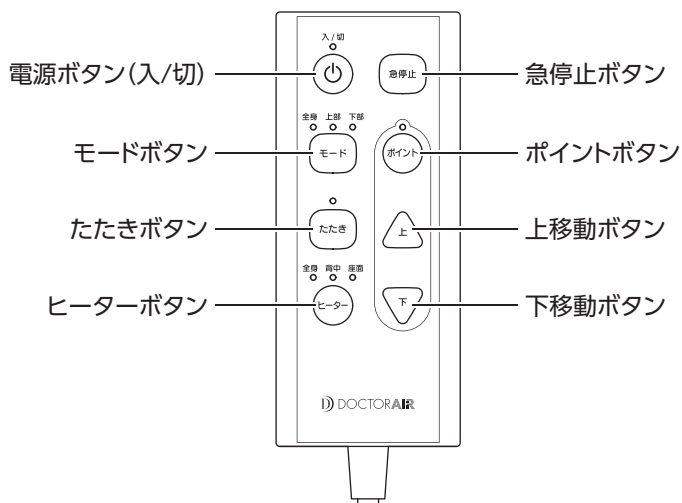 入/切
電源ボタン(入/切)
急停止
急停止ボタン
全身 上部 下部
モードボタン
モード
ポイント
ポイントボタン
たたきボタン
たたき
上
上移動ボタン
全身 背中 座面
ヒーターボタン
ヒーター
下
下移動ボタン
DOCTORAIR